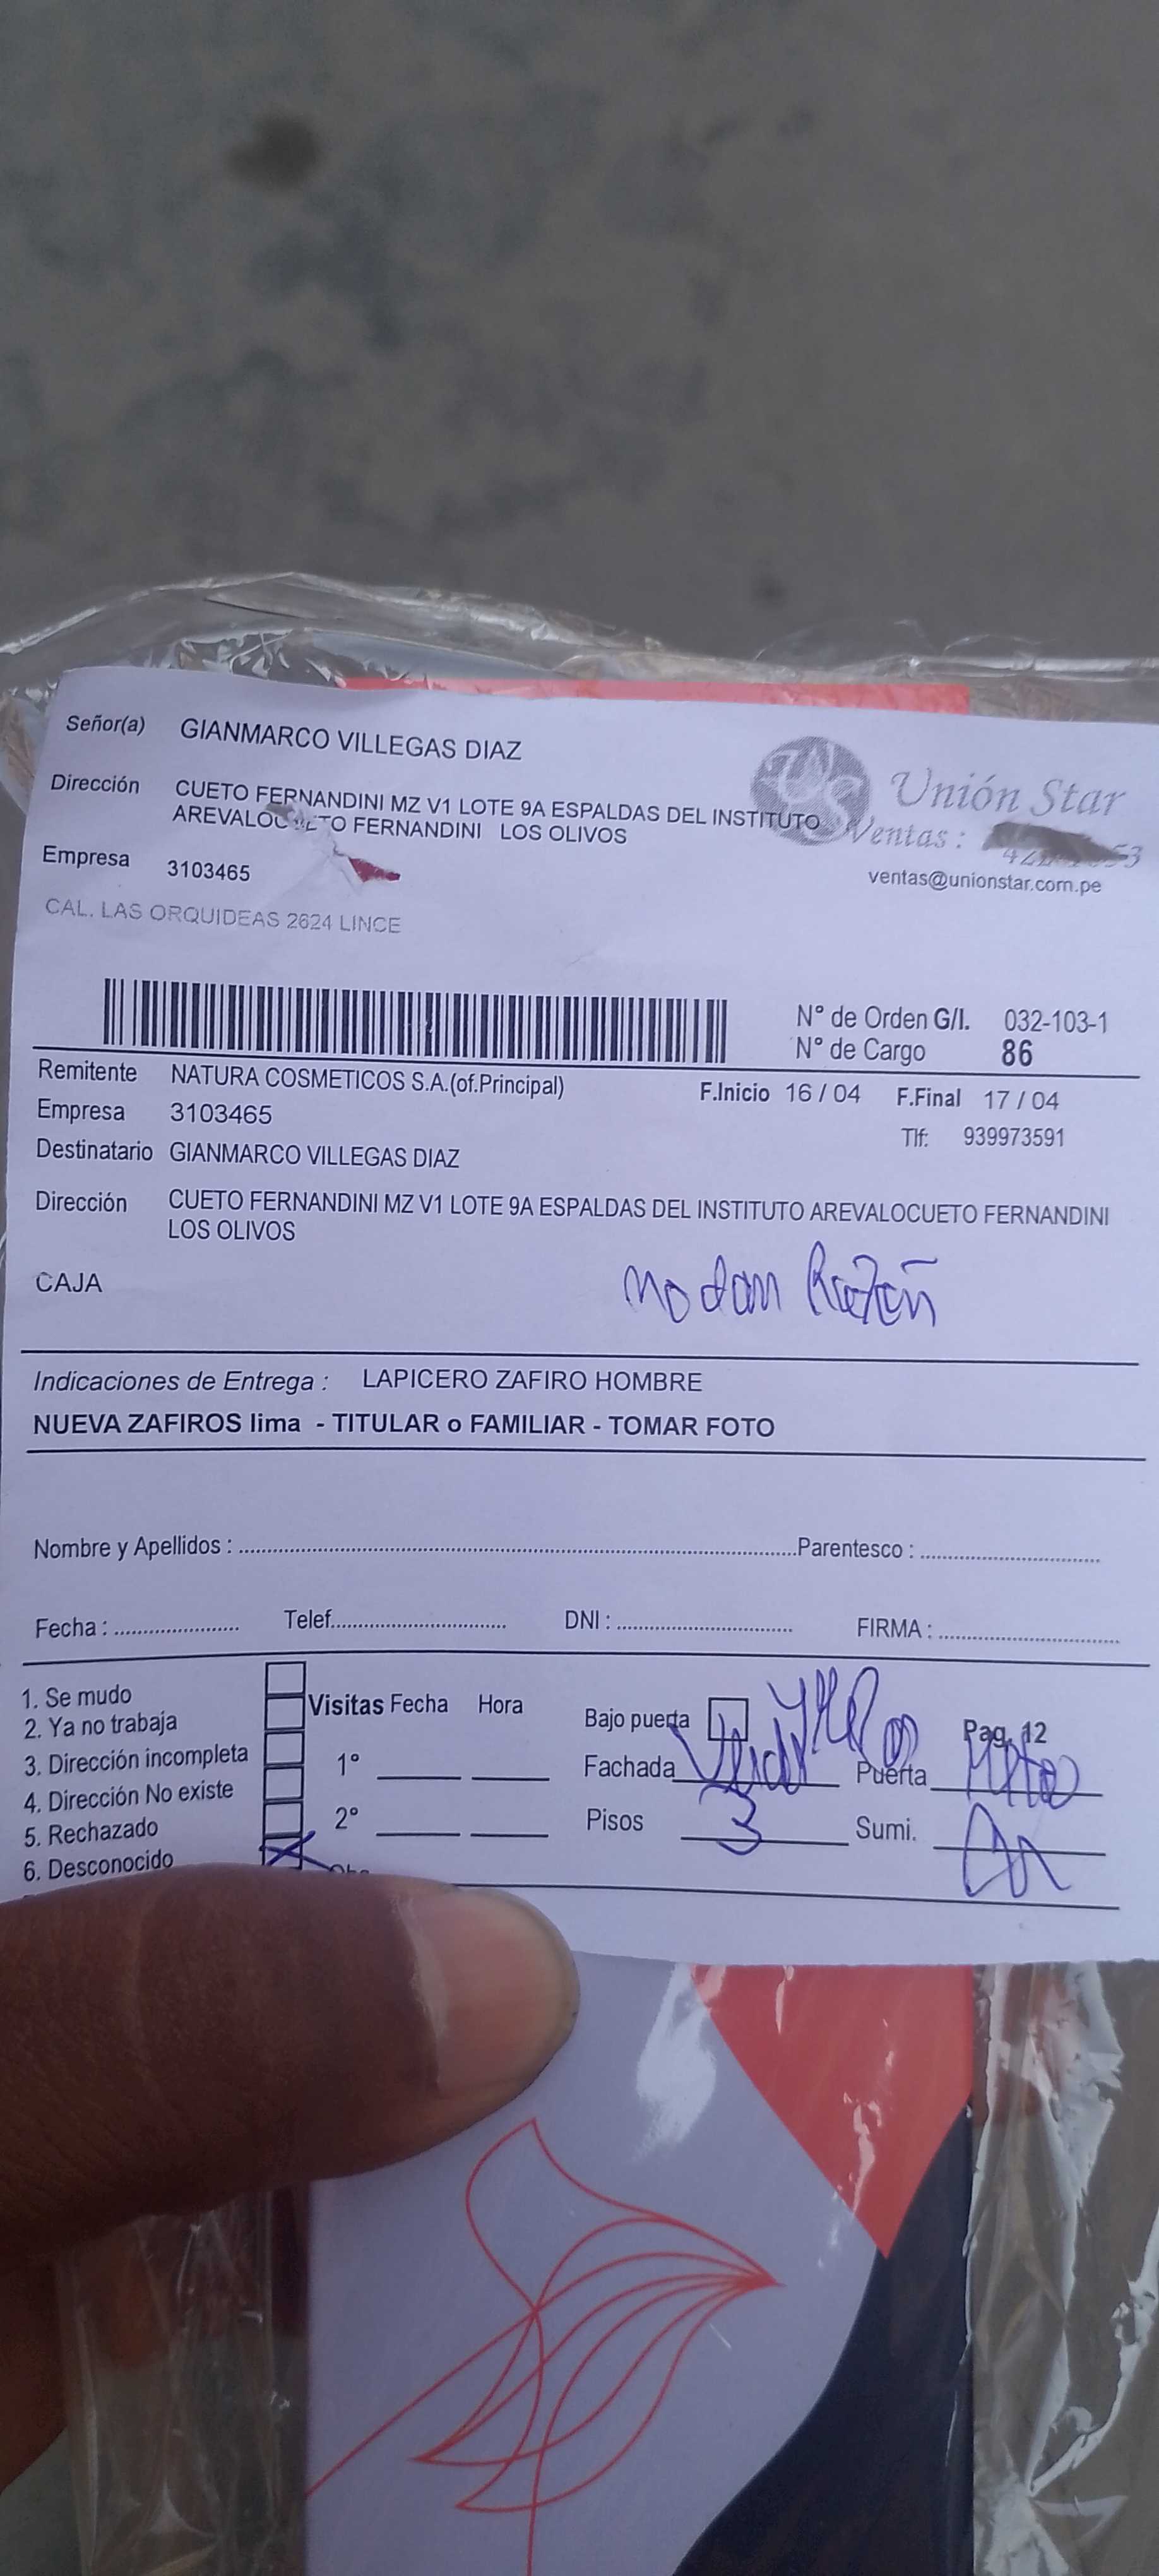 Señor(a) GIANMARCO VILLEGAS DIAZ
Dirección CUETO FERNANDINI MZ V1 LOTE 9A ESPALDAS DEL INSTITUTO
AREVALOC TO FERNANDINI LOS OLIVOS
Unión Star
Ventas :
ventas@unionstar.com.pe
Empresa 3103465
CAL. LAS ORQUIDEAS 2624 LINCE
N° de Orden G/I. 032-103-1
N° de Cargo 86
Remitente NATURA COSMETICOS S.A.(of.Principal) F.Inicio 16 / 04 F.Final 17 / 04
Empresa 3103465 Tlf: 939973591
Destinatario GIANMARCO VILLEGAS DIAZ
Dirección CUETO FERNANDINI MZ V1 LOTE 9A ESPALDAS DEL INSTITUTO AREVALOCUETO FERNANDINI
LOS OLIVOS
CAJA no dan Razón
Indicaciones de Entrega : LAPICERO ZAFIRO HOMBRE
NUEVA ZAFIROS lima - TITULAR o FAMILIAR - TOMAR FOTO
Nombre y Apellidos : Parentesco :
Fecha : Telef. DNI : FIRMA :
1. Se mudo
2. Ya no trabaja
3. Dirección incompleta
4. Dirección No existe
5. Rechazado
6. Desconocido
Visitas Fecha Hora
1°
2°
Bajo puerta Pag. 12
Fachada Puerta
Pisos 3 Sumi.